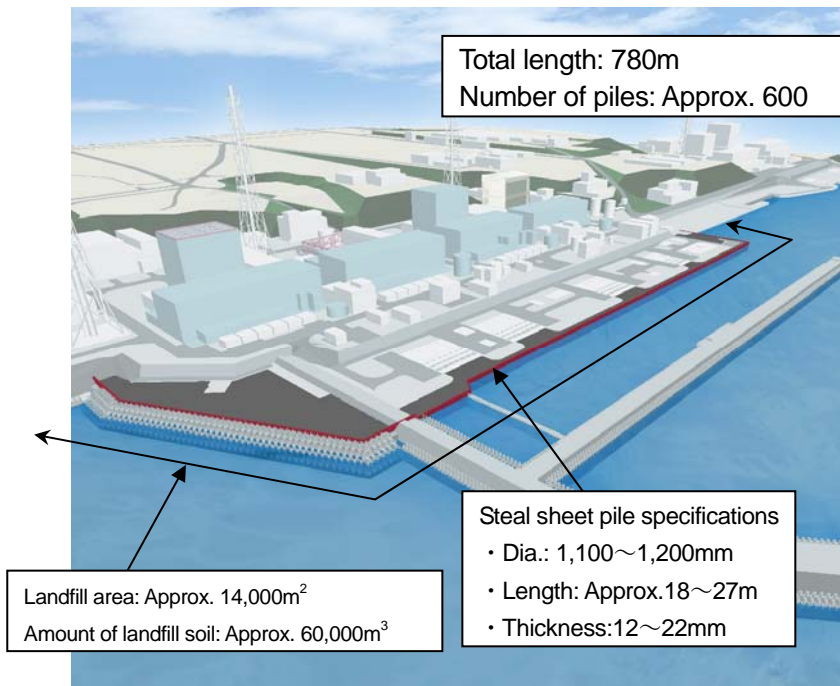 Total length: 780m
Number of piles: Approx. 600
Steal sheet pile specifications
・Dia.: 1,100～1,200mm
・Length: Approx.18～27m
・Thickness:12～22mm
Landfill area: Approx. 14,000m²
Amount of landfill soil: Approx. 60,000m³